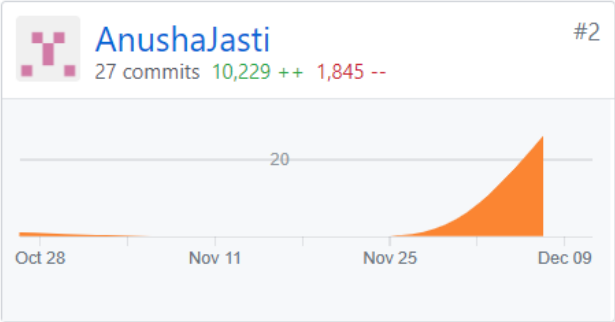 AnushaJasti
#2
27 commits 10,229 ++ 1,845 --
20
Oct 28 Nov 11 Nov 25 Dec 09